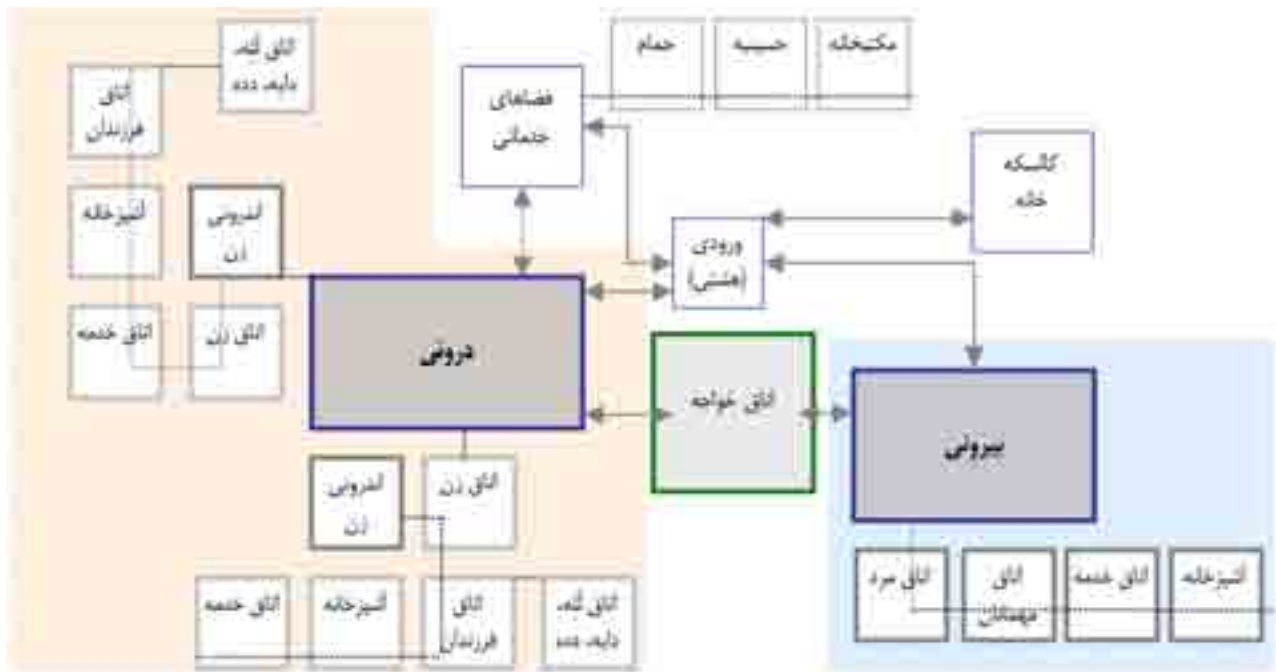 مکتبخانه
حسینیه
حمام
اتاق لَله،
دایه، دده
اتاق
فرزندان
فضاهای
خدماتی
کالسکه
خانه
آشپزخانه
اندرونی
زن
ورودی
(هشتی)
اتاق خدمه
اتاق زن
درونی
اتاق خواجه
بیرونی
اندرونی
زن
اتاق زن
اتاق مرد
اتاق
مهمانان
اتاق خدمه
آشپزخانه
اتاق خدمه
آشپزخانه
اتاق
فرزندان
اتاق لَله،
دایه، دده